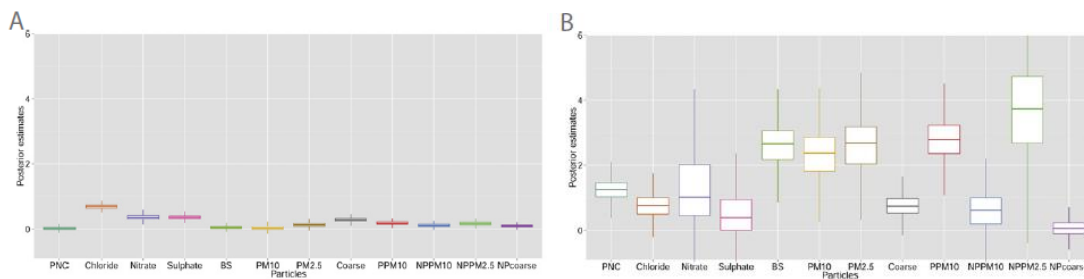 A
6
4
2
0
Posterior estimates
PNC Chloride Nitrate Sulphate BS PM10 PM2.5 Coarse PPM10 NPPM10 NPPM2.5 NPcoarse
Particles
B
6
4
2
0
Posterior estimates
PNC Chloride Nitrate Sulphate BS PM10 PM2.5 Coarse PPM10 NPPM10 NPPM2.5 NPcoarse
Particles